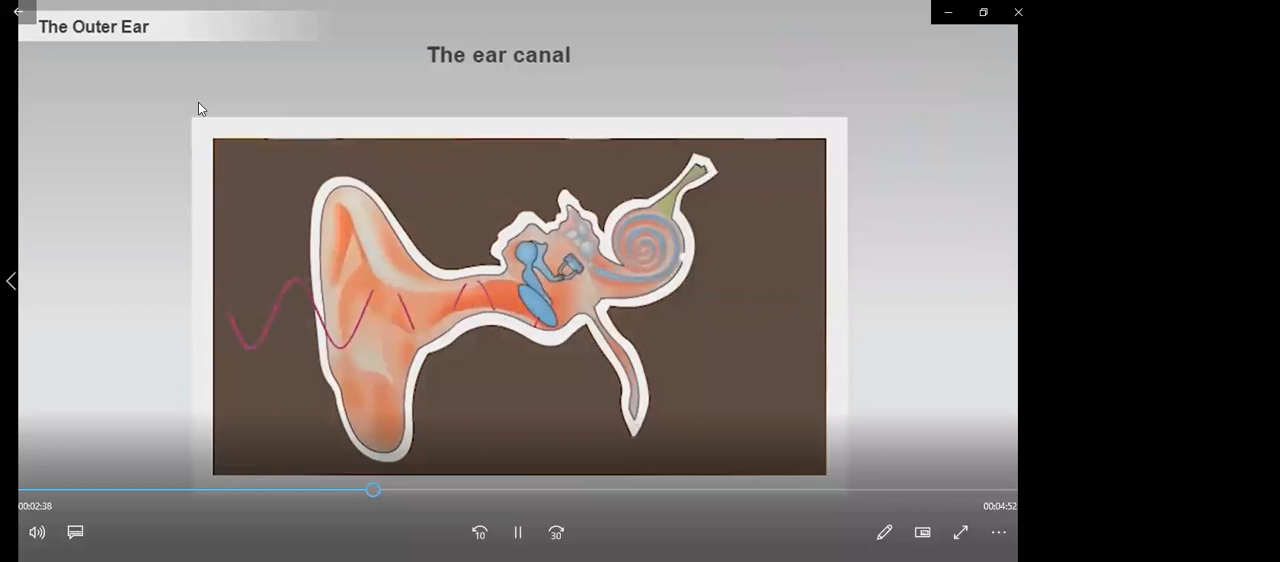 The Outer Ear
The ear canal
00:02:38
00:04:52
10
30